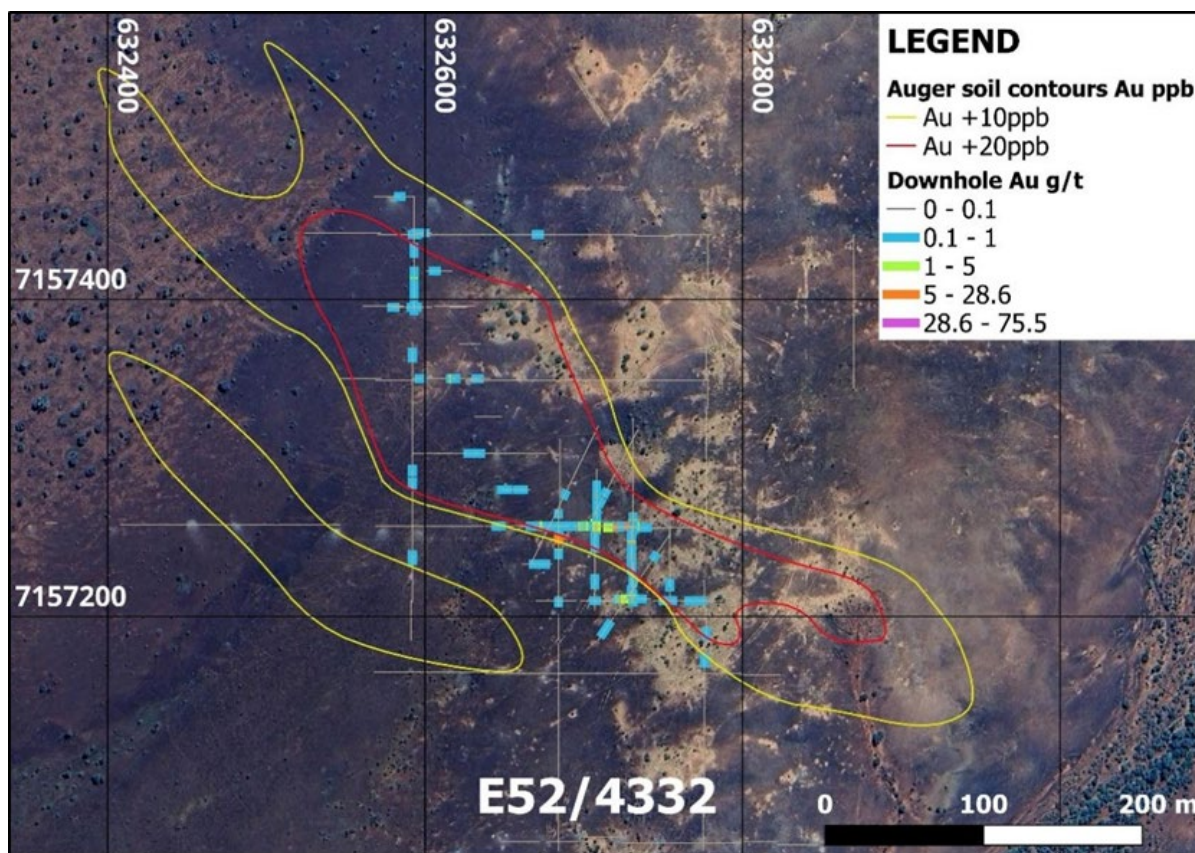 632400
632600
632800
LEGEND
Auger soil contours Au ppb
Au +10ppb
Au +20ppb
Downhole Au g/t
0 - 0.1
0.1 - 1
1 - 5
5 - 28.6
28.6 - 75.5
7157400
7157200
E52/4332
0 100 200 m